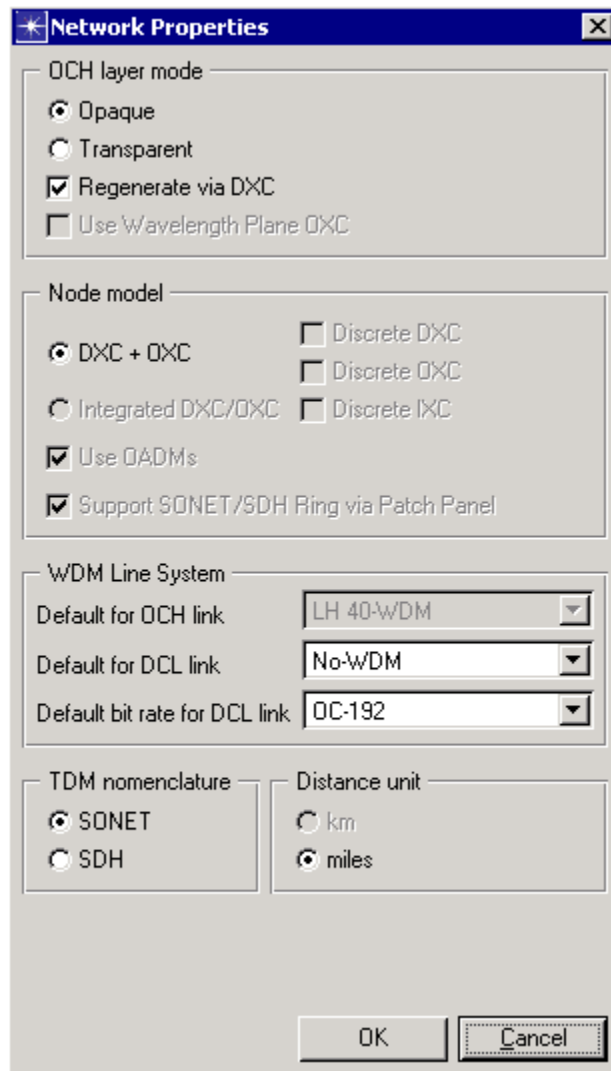 Network Properties
OCH layer mode
Opaque
Transparent
Regenerate via DXC
Use Wavelength Plane OXC
Node model
DXC + OXC
Discrete DXC
Discrete OXC
Integrated DXC/OXC
Discrete IXC
Use OADMs
Support SONET/SDH Ring via Patch Panel
WDM Line System
Default for OCH link
LH 40-WDM
Default for DCL link
No-WDM
Default bit rate for DCL link
OC-192
TDM nomenclature
SONET
SDH
Distance unit
km
miles
OK
Cancel